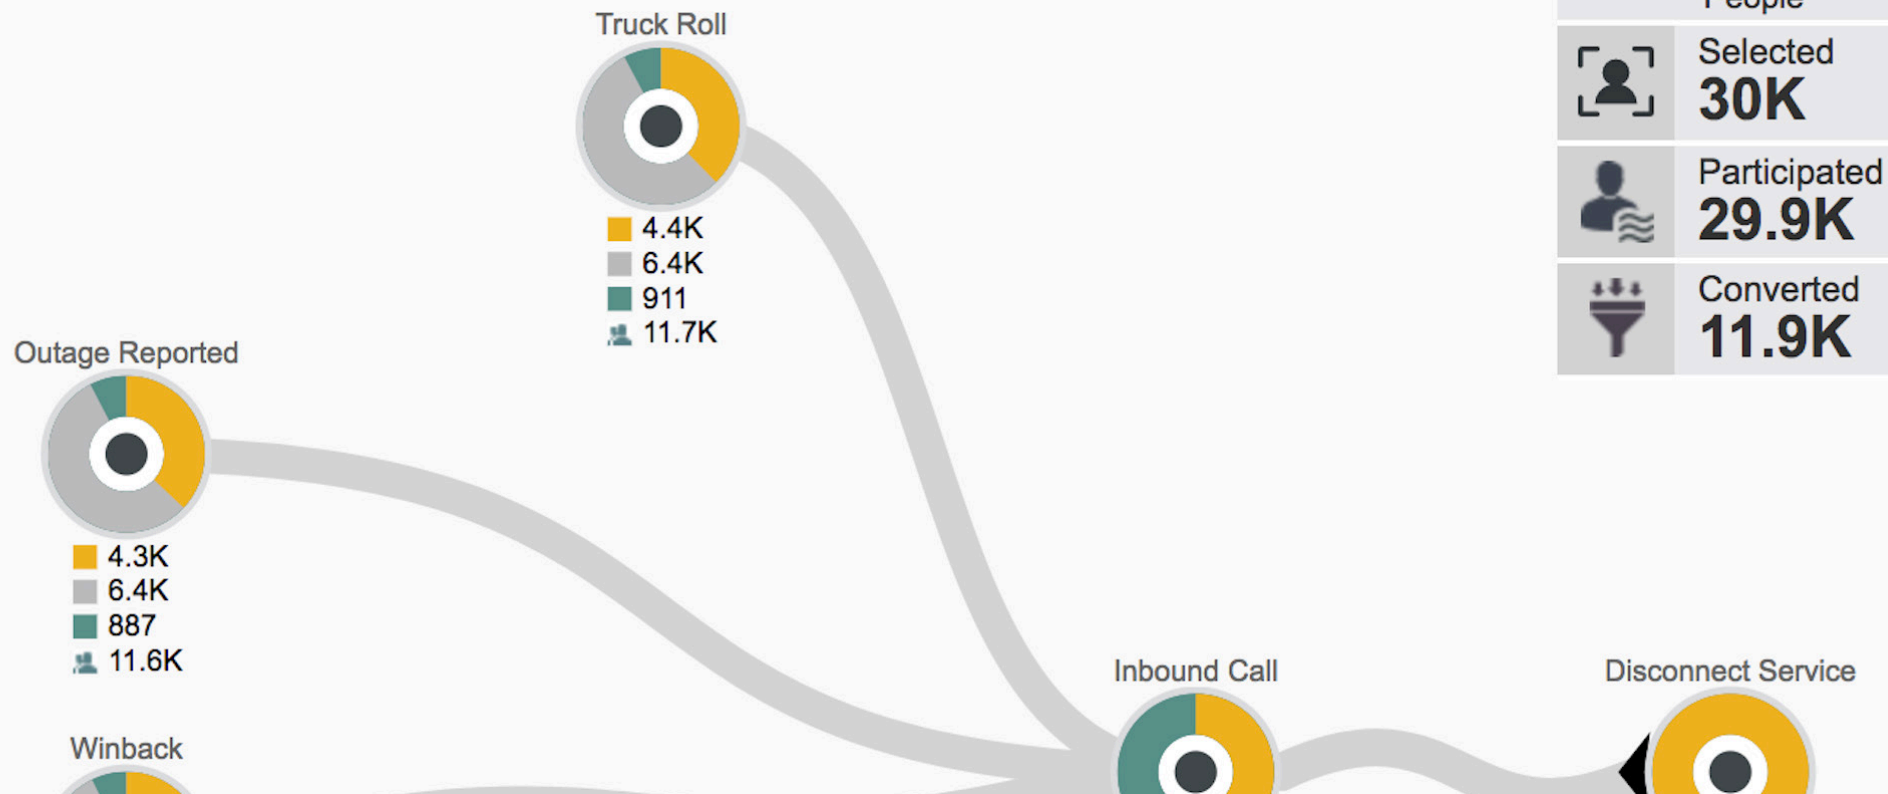 Truck Roll
4.4K
6.4K
911
11.7K
Outage Reported
4.3K
6.4K
887
11.6K
Winback
Inbound Call
Disconnect Service
People
Selected
30K
Participated
29.9K
Converted
11.9K